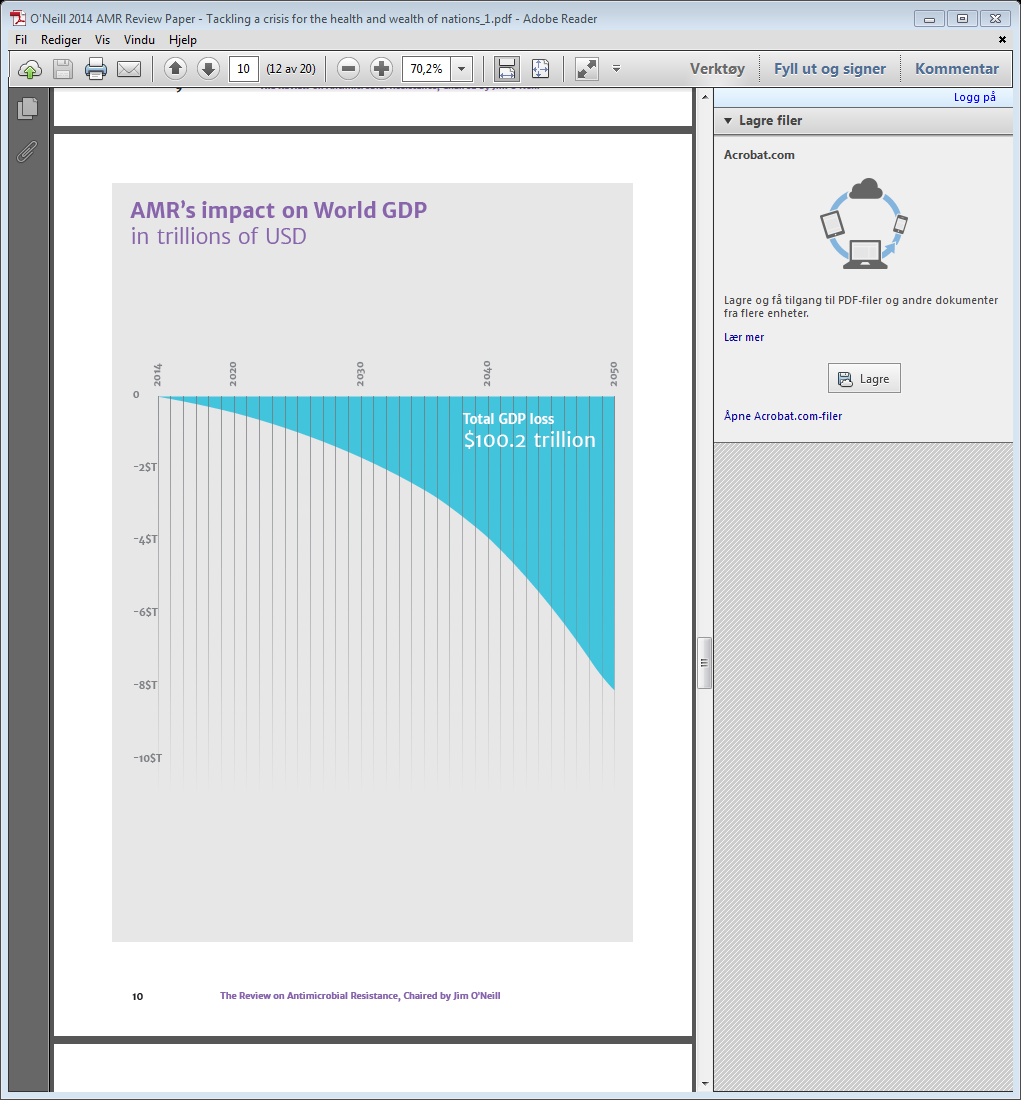 O'Neill 2014 AMR Review Paper - Tackling a crisis for the health and wealth of nations_1.pdf - Adobe Reader
Fil Rediger Vis Vindu Hjelp
10 (12 av 20) 70,2% Verktøy Fyll ut og signer Kommentar
Logg på
Lagre filer
Acrobat.com
Lagre og få tilgang til PDF-filer og andre dokumenter
fra flere enheter.
Lær mer
Lagre
Åpne Acrobat.com-filer
AMR's impact on World GDP
in trillions of USD
2014 2020 2030 2040 2050
0
Total GDP loss
$100.2 trillion
-2$T
-4$T
-6$T
-8$T
-10$T
10 The Review on Antimicrobial Resistance, Chaired by Jim O'Neill